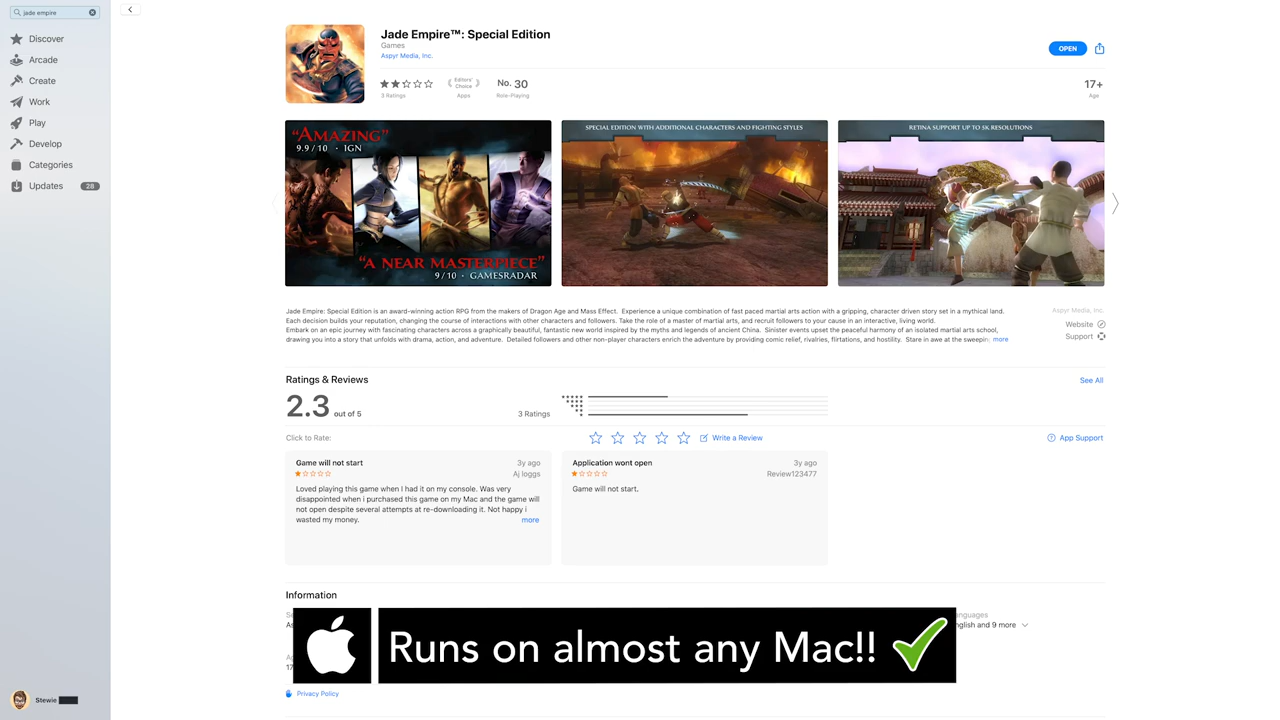 jade empire
Discover
Arcade
Create
Work
Play
Develop
Categories
Updates 28
Stewie
Jade Empire™: Special Edition
Games
Aspyr Media, Inc.
OPEN
3 Ratings
Editors' Choice
Apps
No. 30
Role-Playing
17+
Age
"AMAZING"
9.9/10 · IGN
"A NEAR MASTERPIECE"
9/10 · GAMESRADAR
SPECIAL EDITION WITH ADDITIONAL CHARACTERS AND FIGHTING STYLES
RETINA SUPPORT UP TO 5K RESOLUTIONS
Jade Empire: Special Edition is an award-winning action RPG from the makers of Dragon Age and Mass Effect. Experience a unique combination of fast paced martial arts action with a gripping, character driven story set in a mythical land.
Each decision builds your reputation, changing the course of interactions with other characters and followers. Take the role of a master of martial arts, and recruit followers to your cause in an interactive, living world.
Embark on an epic journey with fascinating characters across a graphically beautiful, fantastic new world inspired by the myths and legends of ancient China. Sinister events upset the peaceful harmony of an isolated martial arts school,
drawing you into a story that unfolds with drama, action, and adventure. Detailed followers and other non-player characters enrich the adventure by providing comic relief, rivalries, flirtations, and hostility. Stare in awe at the sweepin more
Aspyr Media, Inc.
Website
Support
Ratings & Reviews
See All
2.3 out of 5
3 Ratings
Click to Rate:
Write a Review
App Support
Game will not start
3y ago
Aj loggs
Loved playing this game when I had it on my console. Was very
disappointed when i purchased this game on my Mac and the game will
not open despite several attempts at re-downloading it. Not happy i
wasted my money.
more
Application wont open
3y ago
Review123477
Game will not start.
Information
Runs on almost any Mac!!
nglish and 9 more
17
Privacy Policy